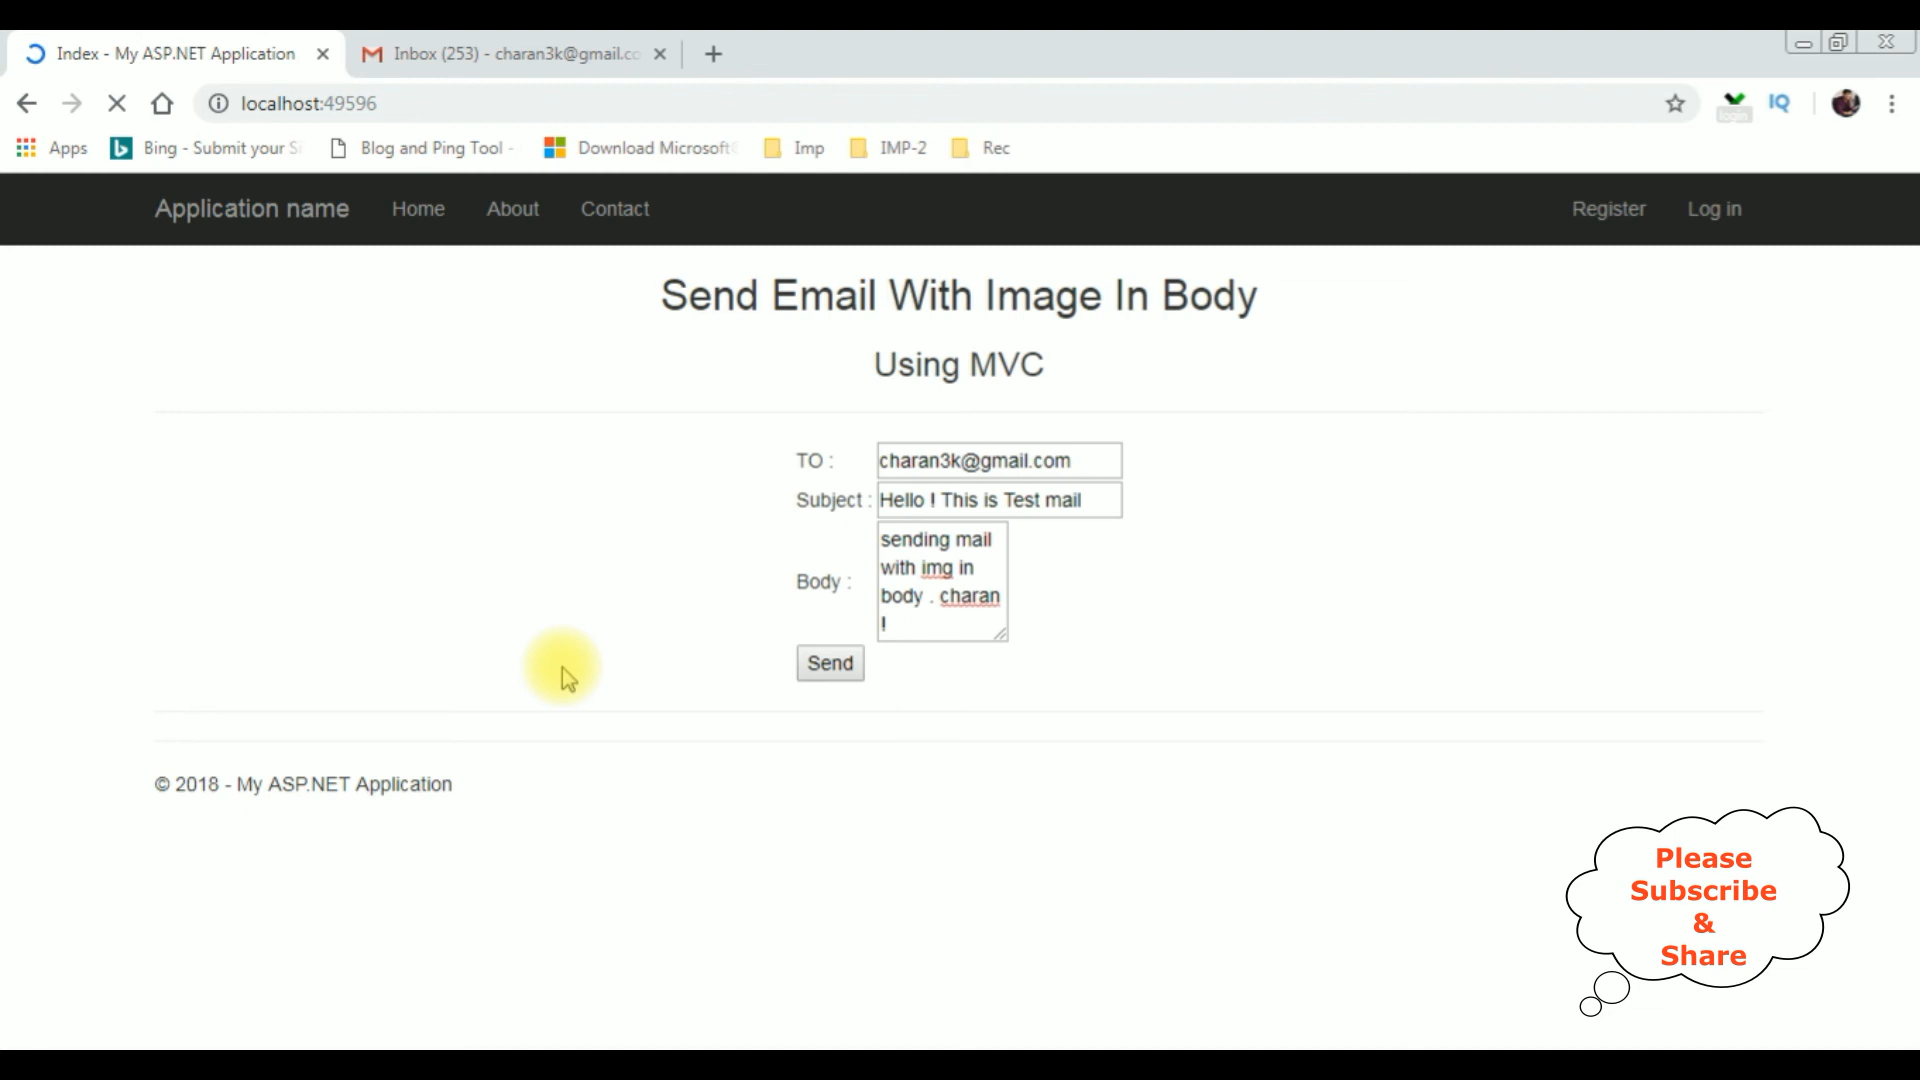 Index - My ASP.NET Application
Inbox (253) - charan3k@gmail.co
localhost:49596
login
IQ
Apps
Bing - Submit your Si
Blog and Ping Tool -
Download Microsoft
Imp
IMP-2
Rec
Application name
Home
About
Contact
Register
Log in
Send Email With Image In Body
Using MVC
TO :
charan3k@gmail.com
Subject :
Hello ! This is Test mail
Body :
sending mail
with img in
body . charan
!
Send
© 2018 - My ASP.NET Application
Please
Subscribe
&
Share